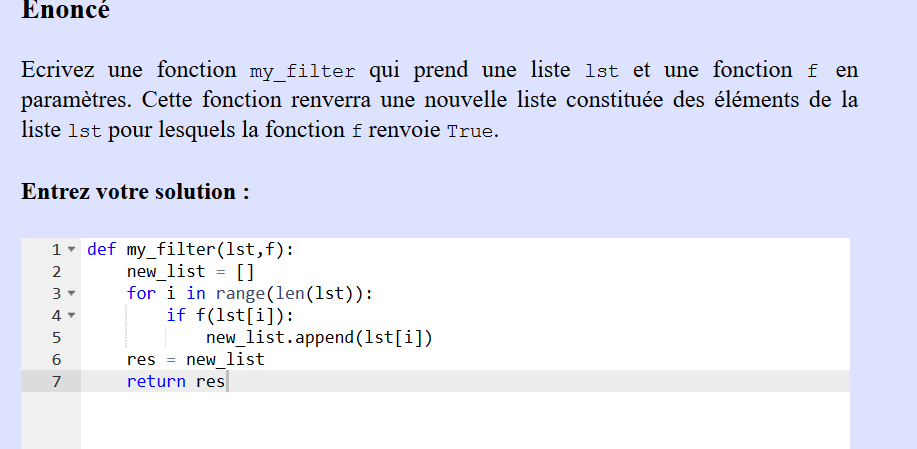 Enoncé
Ecrivez une fonction my_filter qui prend une liste lst et une fonction f en
paramètres. Cette fonction renverra une nouvelle liste constituée des éléments de la
liste lst pour lesquels la fonction f renvoie True.
Entrez votre solution :
1 def my_filter(lst,f):
2     new_list = []
3     for i in range(len(lst)):
4         if f(lst[i]):
5             new_list.append(lst[i])
6     res = new_list
7     return res